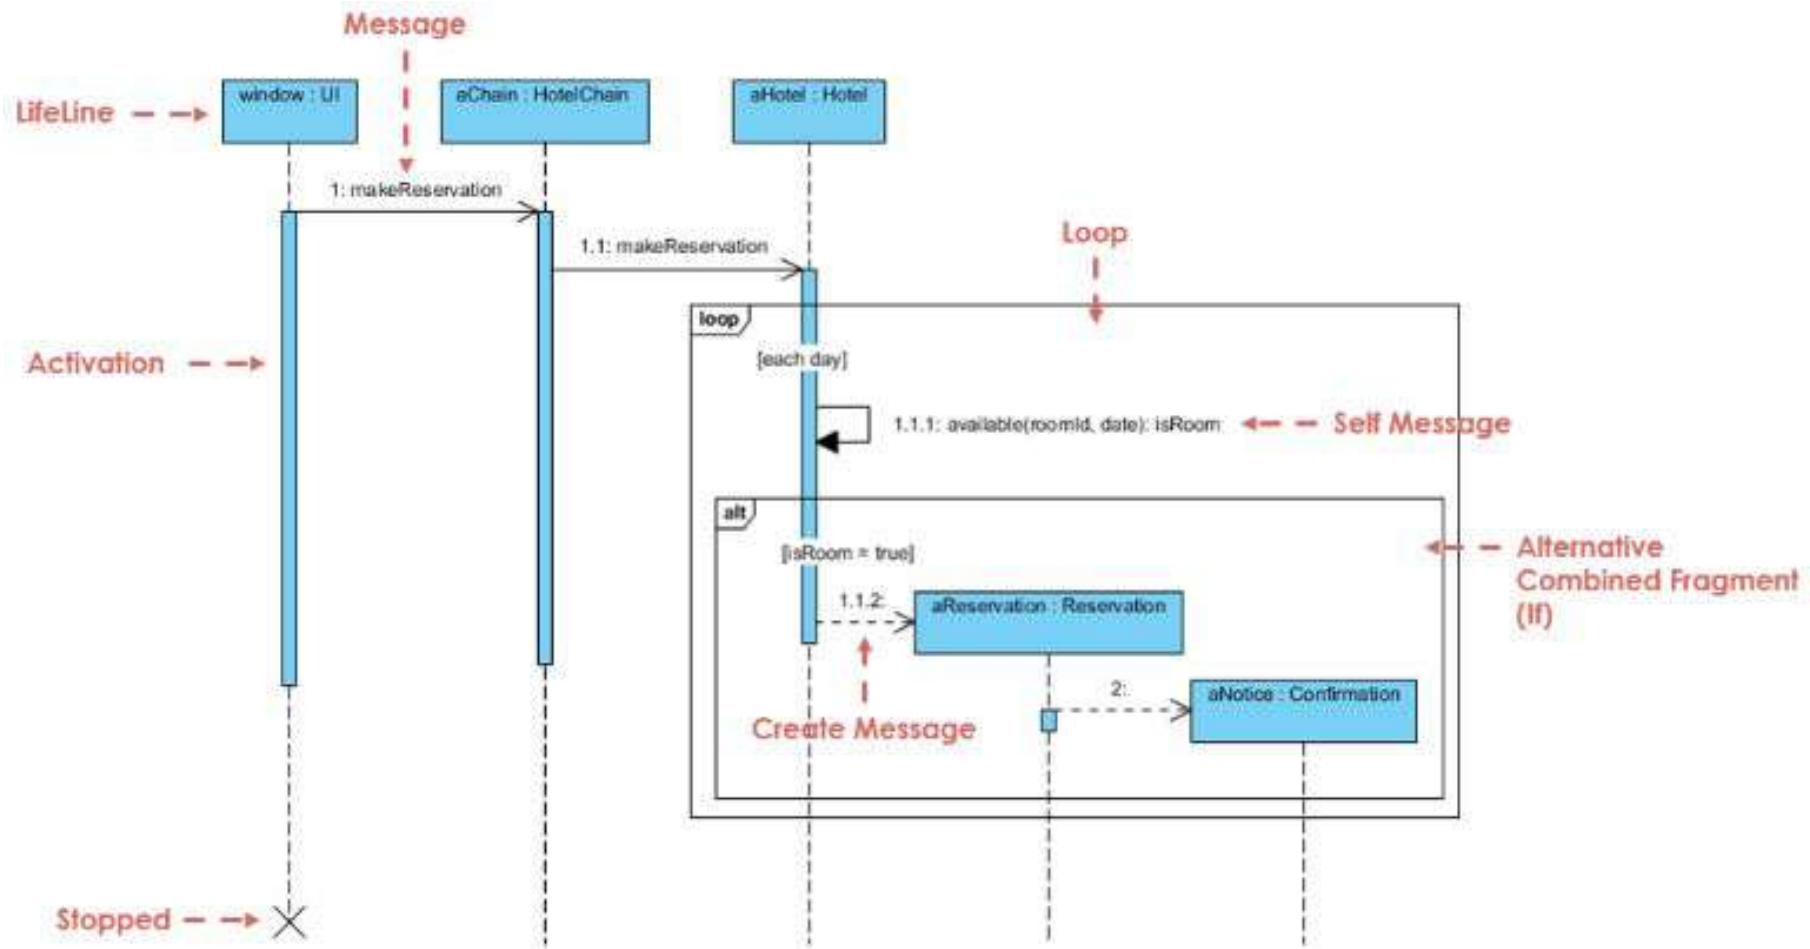 Message
LifeLine
window : UI
aChain : HotelChain
aHotel : Hotel
1: makeReservation
1.1: makeReservation
Loop
loop
Activation
[each day]
1.1.1: available(roomId, date): isRoom
Self Message
alt
[isRoom = true]
Alternative
Combined Fragment
(If)
1.1.2:
aReservation : Reservation
2:
aNotice : Confirmation
Create Message
Stopped